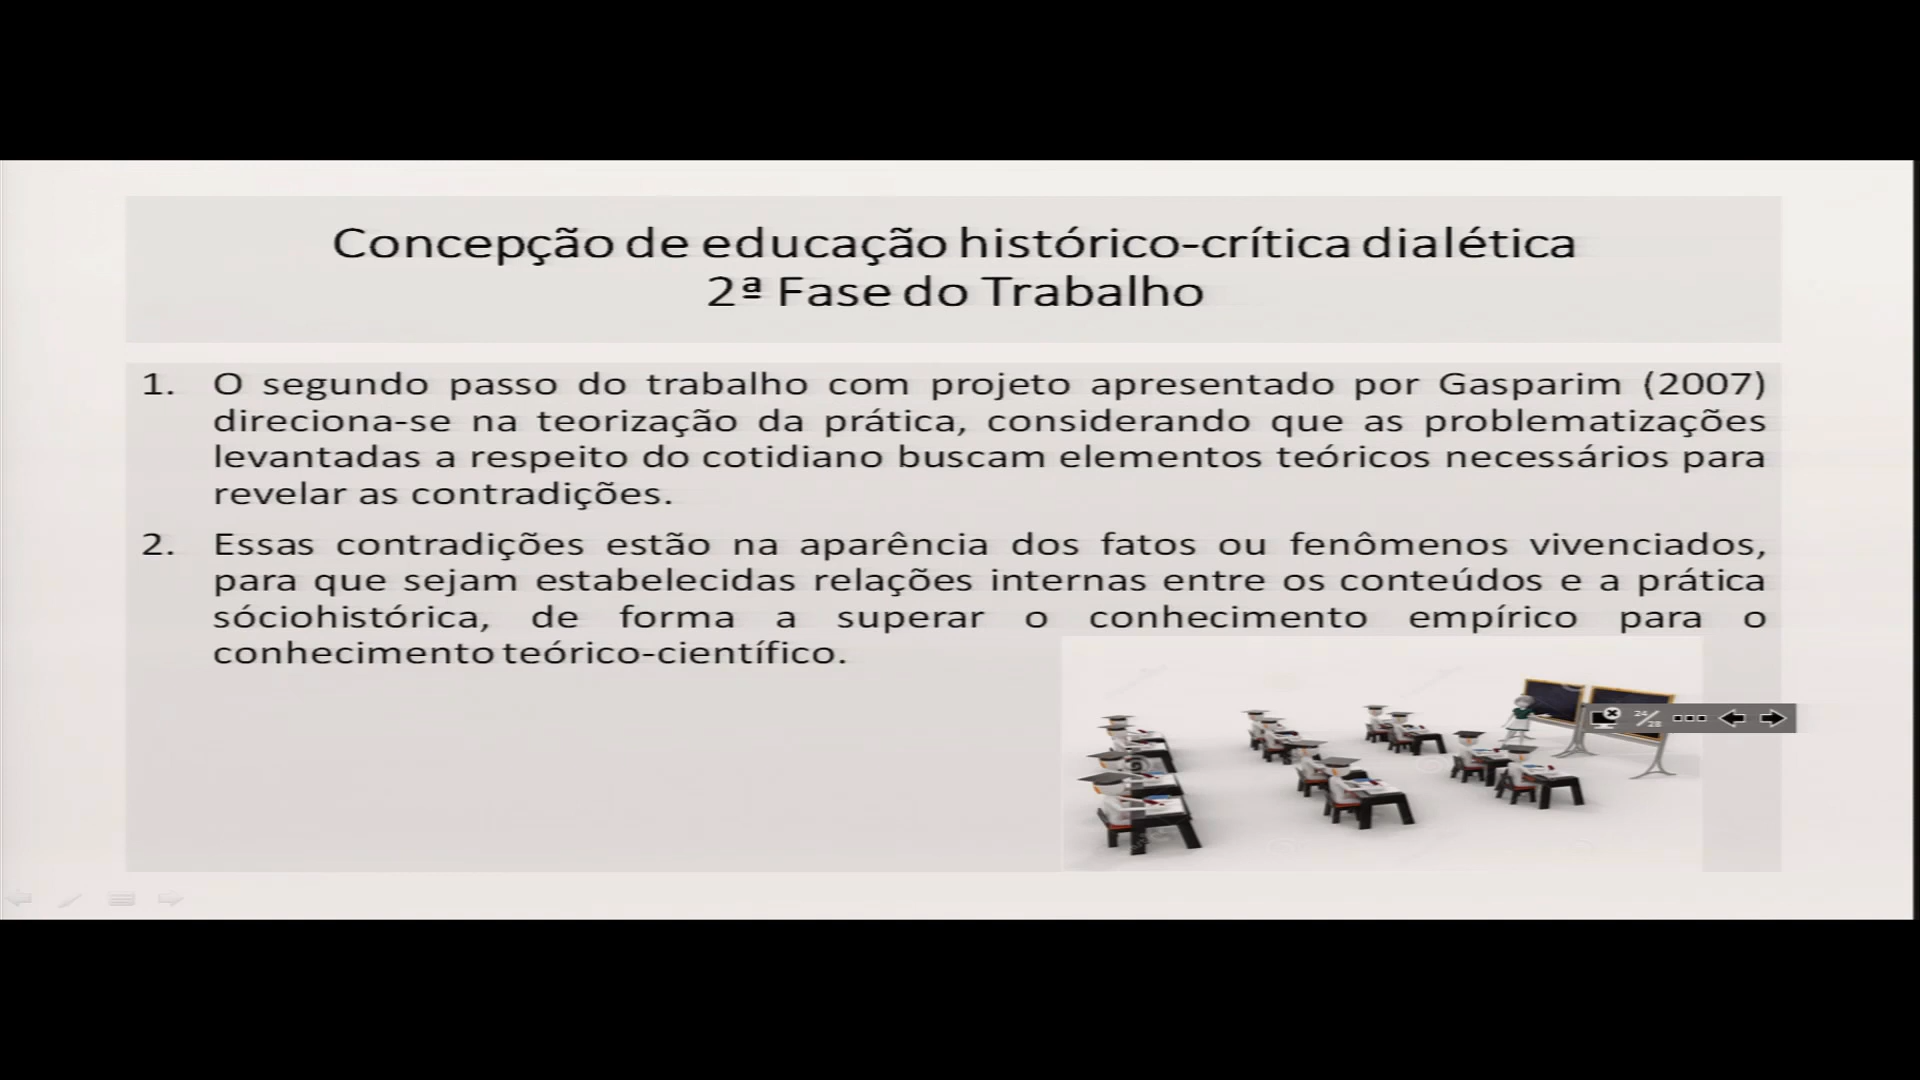 Concepção de educação histórico-crítica dialética
2ª Fase do Trabalho
1. O segundo passo do trabalho com projeto apresentado por Gasparim (2007)
direciona-se na teorização da prática, considerando que as problematizações
levantadas a respeito do cotidiano buscam elementos teóricos necessários para
revelar as contradições.
2. Essas contradições estão na aparência dos fatos ou fenômenos vivenciados,
para que sejam estabelecidas relações internas entre os conteúdos e a prática
sóciohistórica, de forma a superar o conhecimento empírico para o
conhecimento teórico-científico.
24/28